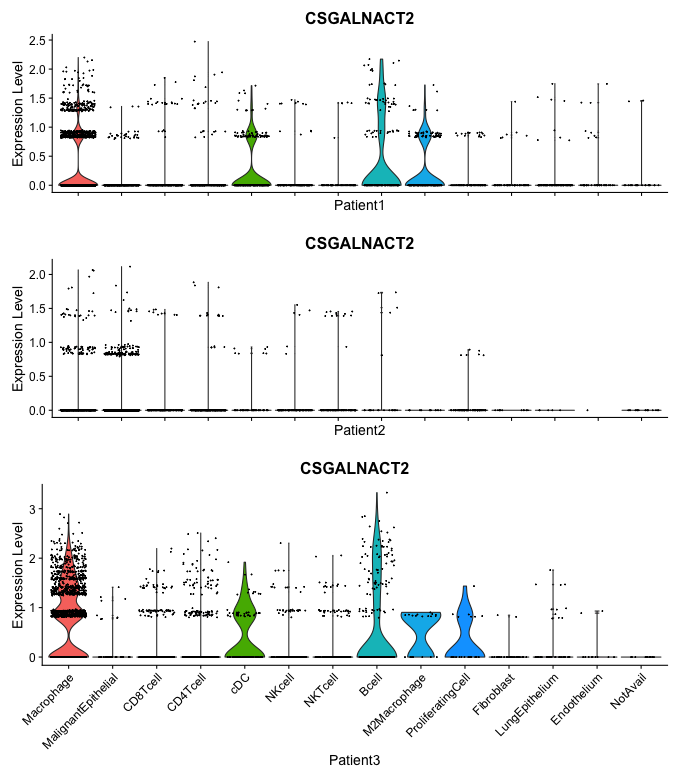 CSGALNACT2
Expression Level
2.5
2.0
1.5
1.0
0.5
0.0
Patient1
CSGALNACT2
Expression Level
2.0
1.5
1.0
0.5
0.0
Patient2
CSGALNACT2
Expression Level
3
2
1
0
Macrophage
MalignantEpithelial
CD8Tcell
CD4Tcell
cDC
NKcell
NKTcell
Bcell
M2Macrophage
ProliferatingCell
Fibroblast
LungEpithelium
Endothelium
NotAvail
Patient3